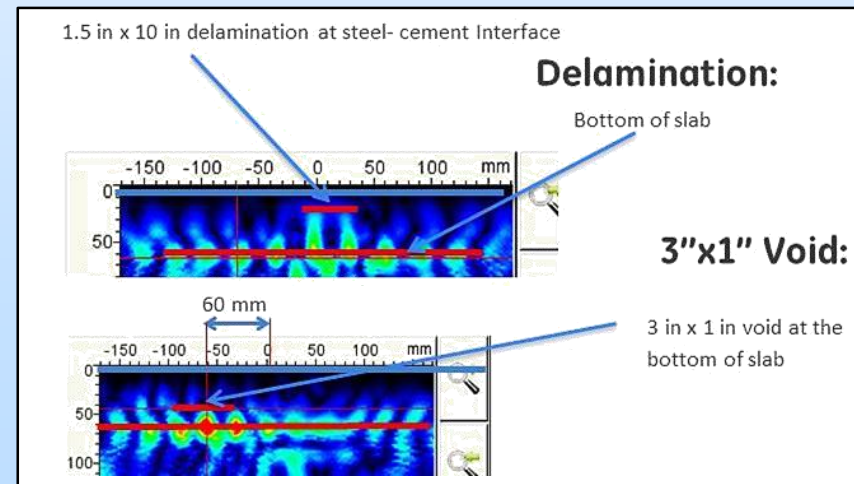 1.5 in x 10 in delamination at steel- cement Interface
Delamination:
Bottom of slab
-150 -100 -50 0 50 100 mm
0
50
3”x1” Void:
60 mm
3 in x 1 in void at the
bottom of slab
-150 -100 -50 0 50 100 mm
0
50
100